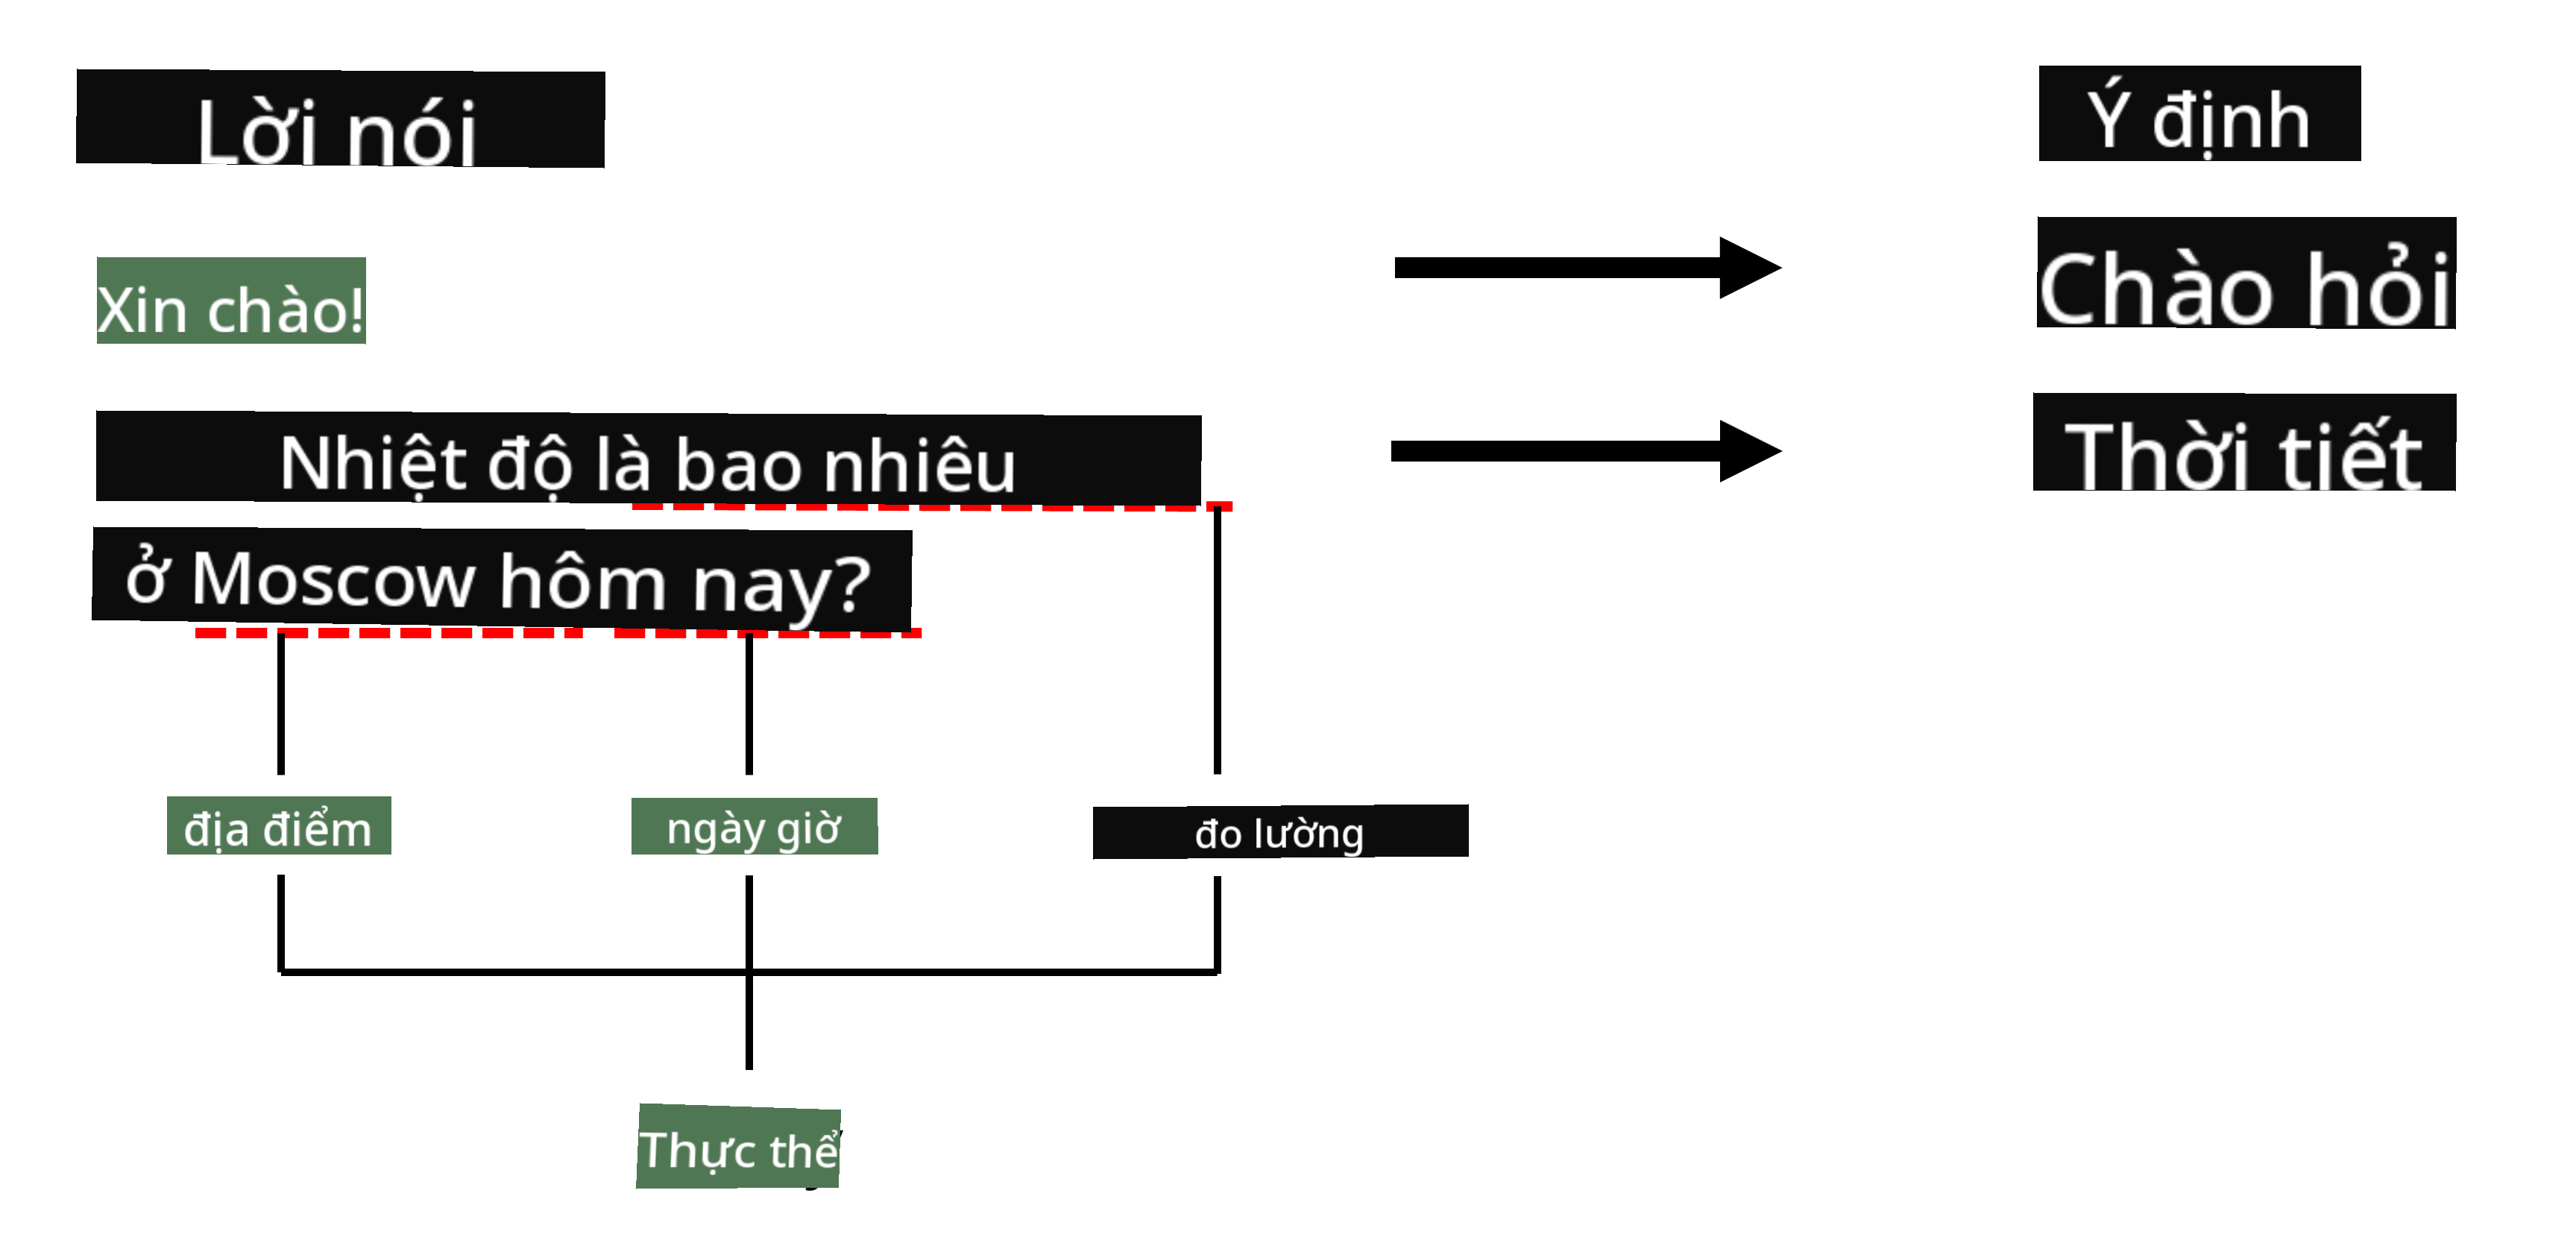 Lời nói
Ý định
Xin chào!
Chào hỏi
Nhiệt độ là bao nhiêu
ở Moscow hôm nay?
Thời tiết
địa điểm
ngày giờ
đo lường
Thực thể